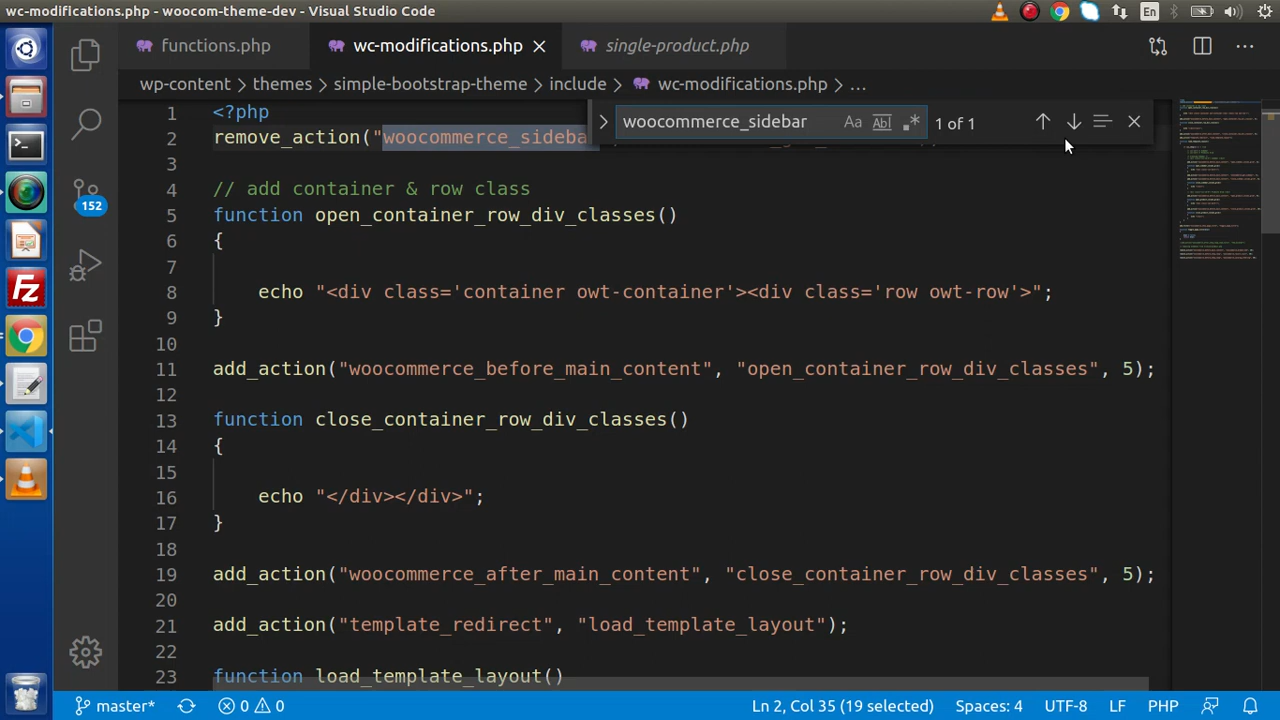 wc-modifications.php - woocom-theme-dev - Visual Studio Code
En
functions.php
wc-modifications.php
single-product.php
wp-content
themes
simple-bootstrap-theme
include
wc-modifications.php
...
woocommerce_sidebar
Aa
Abl
.*
1 of 1
1 <?php
2 remove_action("woocommerce_sideba
3
4 // add container & row class
5 function open_container_row_div_classes()
6 {
7
8 echo "<div class='container owt-container'><div class='row owt-row'>";
9 }
10
11 add_action("woocommerce_before_main_content", "open_container_row_div_classes", 5);
12
13 function close_container_row_div_classes()
14 {
15
16 echo "</div></div>";
17 }
18
19 add_action("woocommerce_after_main_content", "close_container_row_div_classes", 5);
20
21 add_action("template_redirect", "load_template_layout");
22
23 function load_template_layout()
152
Fz
master*
0
0
Ln 2, Col 35 (19 selected)
Spaces: 4
UTF-8
LF
PHP